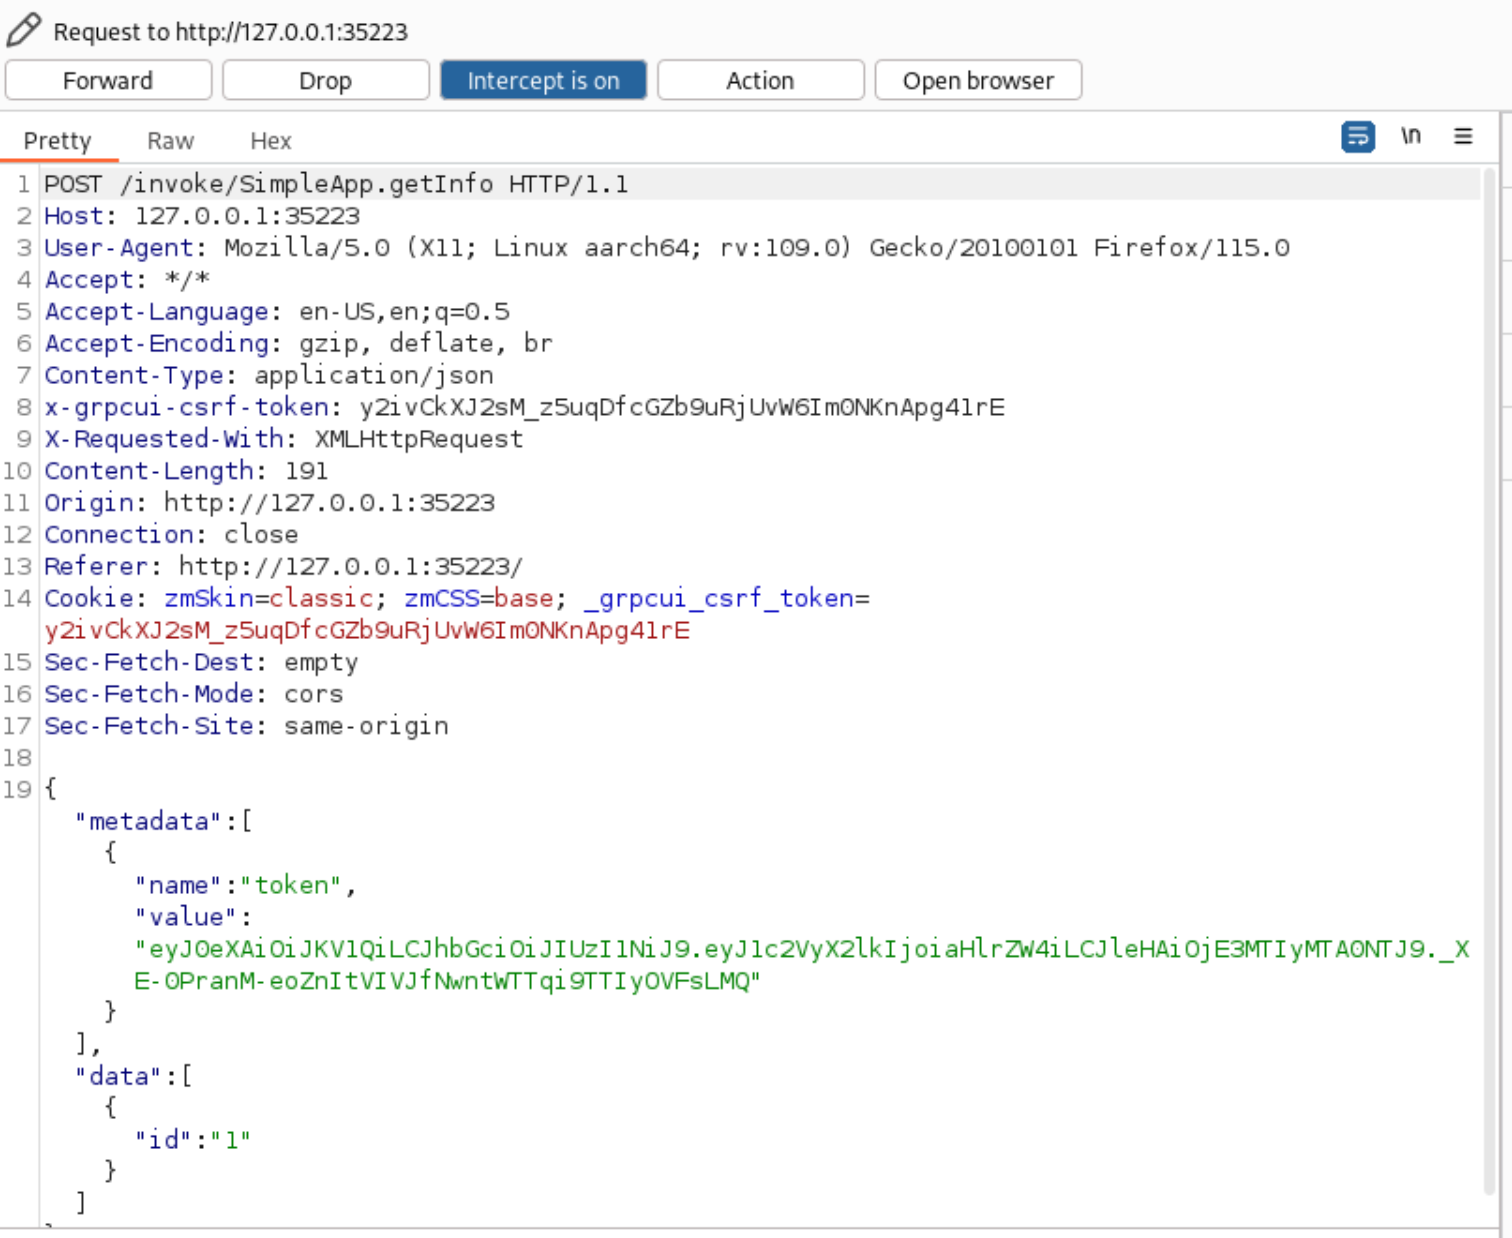 Request to http://127.0.0.1:35223
Forward Drop Intercept is on Action Open browser
Pretty Raw Hex \n
1 POST /invoke/SimpleApp.getInfo HTTP/1.1
2 Host: 127.0.0.1:35223
3 User-Agent: Mozilla/5.0 (X11; Linux aarch64; rv:109.0) Gecko/20100101 Firefox/115.0
4 Accept: */*
5 Accept-Language: en-US,en;q=0.5
6 Accept-Encoding: gzip, deflate, br
7 Content-Type: application/json
8 x-grpcui-csrf-token: y2ivCkXJ2sM_z5uqDfcGZb9uRjUvW6Im0NKnApg41rE
9 X-Requested-With: XMLHttpRequest
10 Content-Length: 191
11 Origin: http://127.0.0.1:35223
12 Connection: close
13 Referer: http://127.0.0.1:35223/
14 Cookie: zmSkin=classic; zmCSS=base; _grpcui_csrf_token=
y2ivCkXJ2sM_z5uqDfcGZb9uRjUvW6Im0NKnApg41rE
15 Sec-Fetch-Dest: empty
16 Sec-Fetch-Mode: cors
17 Sec-Fetch-Site: same-origin
18
19 {
"metadata":[
{
"name":"token",
"value":
"eyJ0eXAiOiJKV1QiLCJhbGciOiJIUzI1NiJ9.eyJ1c2VyX2lkIjoiaHlrZW4iLCJleHAiOjE3MTIyMTA0NTJ9._X
E-0PranM-eoZnItVIVJfNwntWTTqi9TTIyOVFsLMQ"
}
],
"data":[
{
"id":"1"
}
]